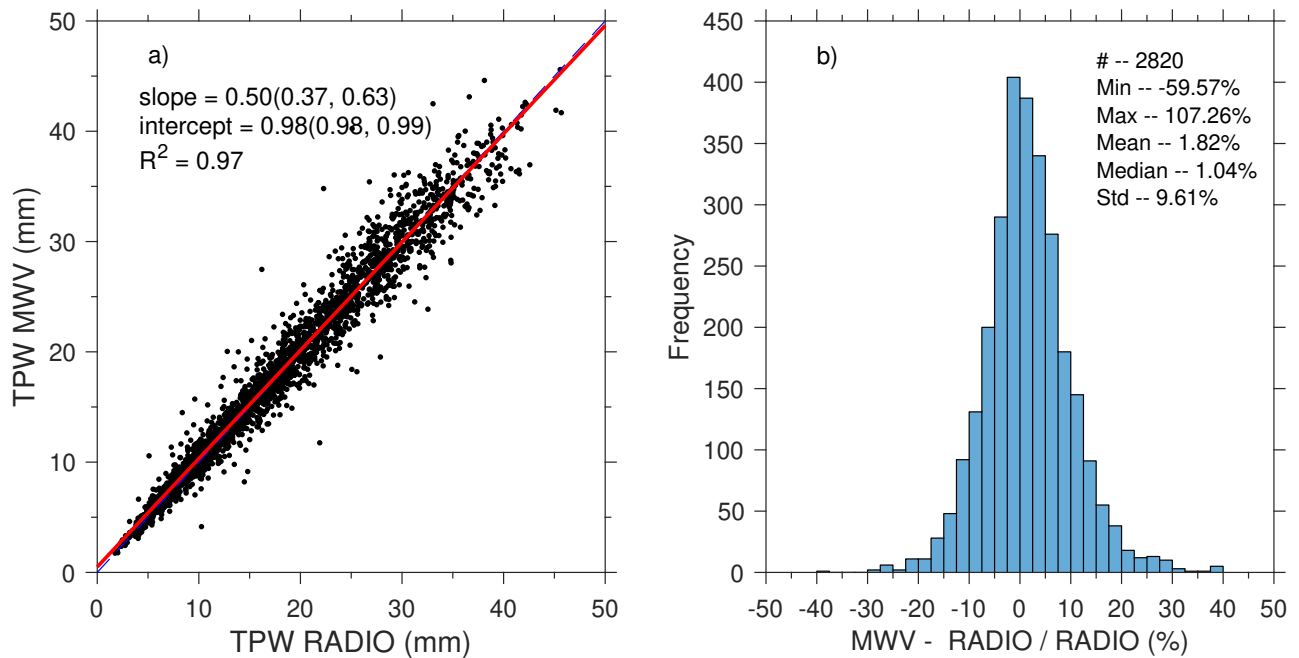 a)
slope = 0.50(0.37, 0.63)
intercept = 0.98(0.98, 0.99)
R² = 0.97
50
40
30
20
10
0
TPW MWV (mm)
0 10 20 30 40 50
TPW RADIO (mm)
b)
# -- 2820
Min -- -59.57%
Max -- 107.26%
Mean -- 1.82%
Median -- 1.04%
Std -- 9.61%
450
400
350
300
250
200
150
100
50
0
Frequency
-50 -40 -30 -20 -10 0 10 20 30 40 50
MWV - RADIO / RADIO (%)